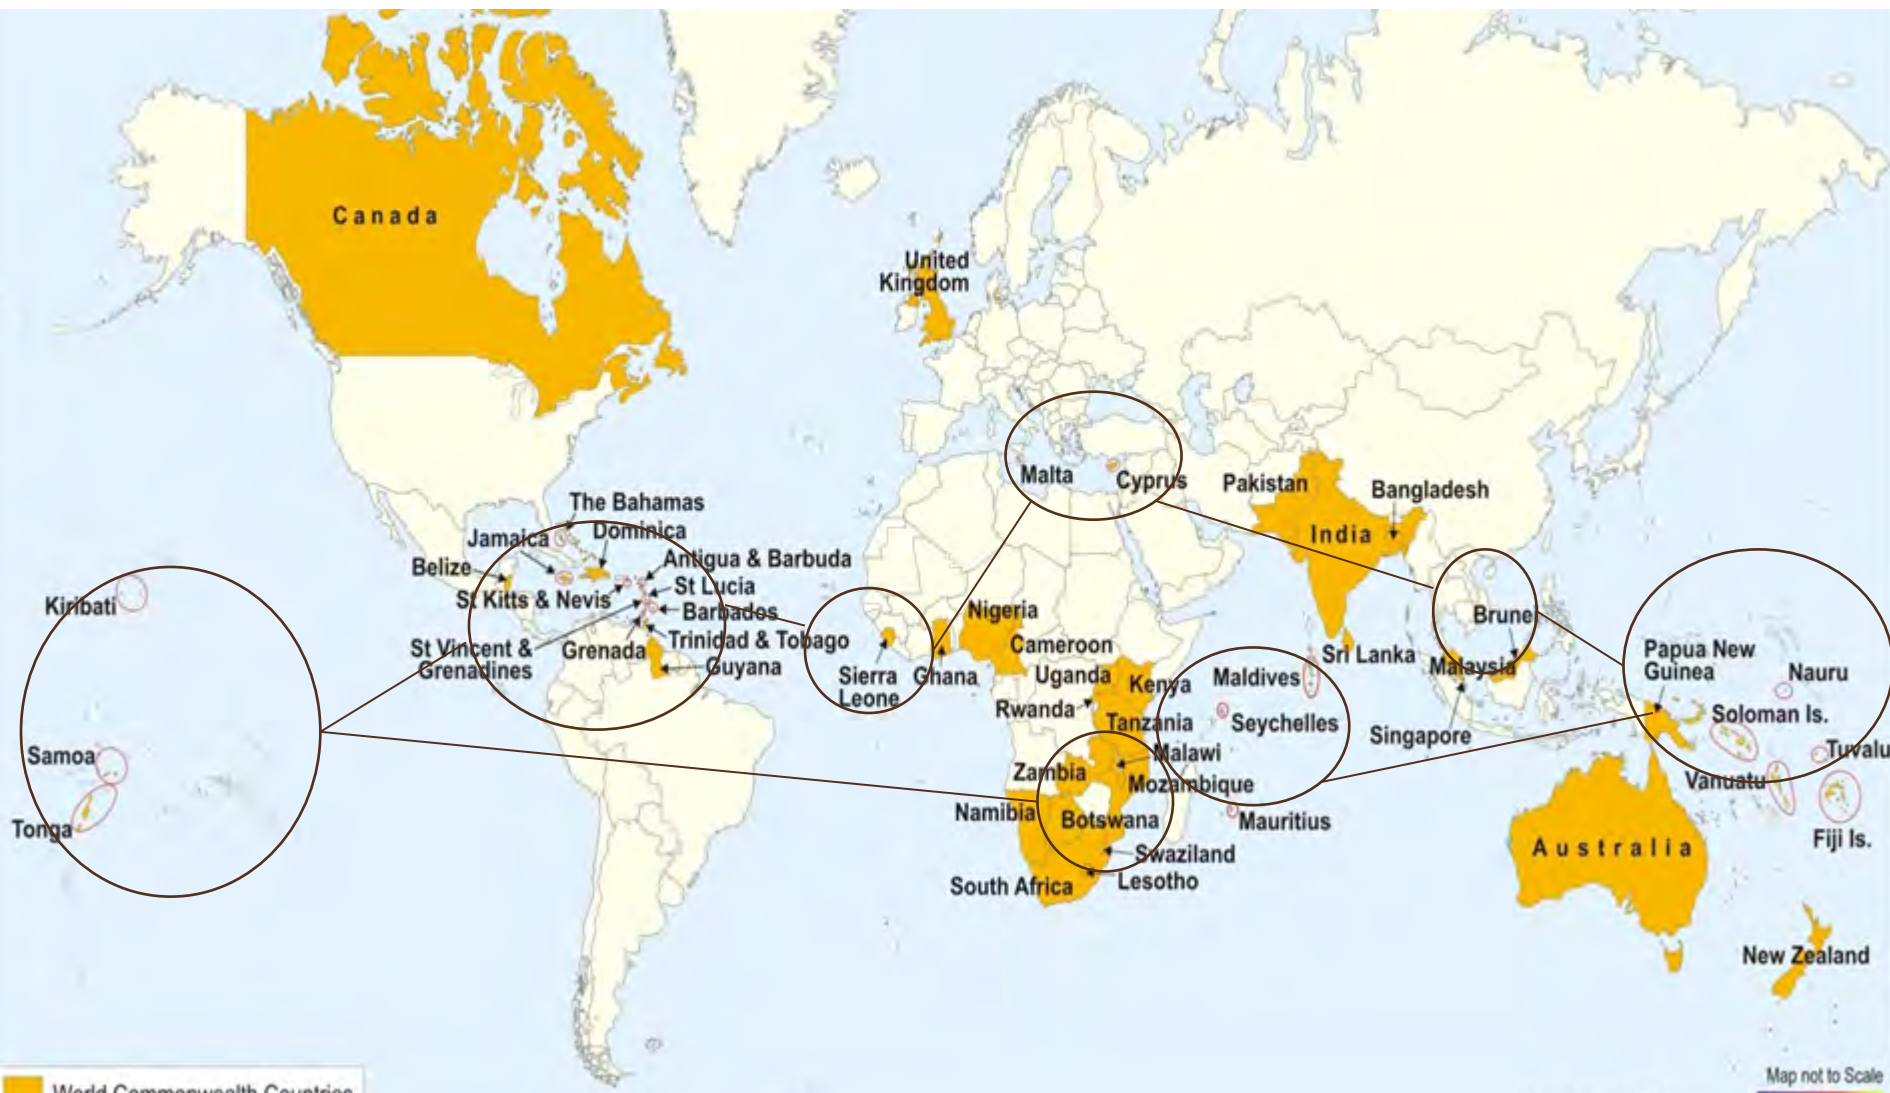 Canada
United
Kingdom
Malta
Cyprus
Pakistan
Bangladesh
India
The Bahamas
Jamaica
Dominica
Antigua & Barbuda
Belize
St Lucia
St Kitts & Nevis
Barbados
Kiribati
St Vincent &
Grenadines
Grenada
Trinidad & Tobago
Guyana
Nigeria
Cameroon
Sierra
Leone
Ghana
Uganda
Kenya
Rwanda
Tanzania
Maldives
Seychelles
Sri Lanka
Brunei
Malaysia
Singapore
Papua New
Guinea
Nauru
Soloman Is.
Tuvalu
Vanuatu
Fiji Is.
Samoa
Tonga
Malawi
Zambia
Mozambique
Namibia
Botswana
Mauritius
Swaziland
Lesotho
South Africa
Australia
New Zealand
World Commonwealth Countries
Map not to Scale